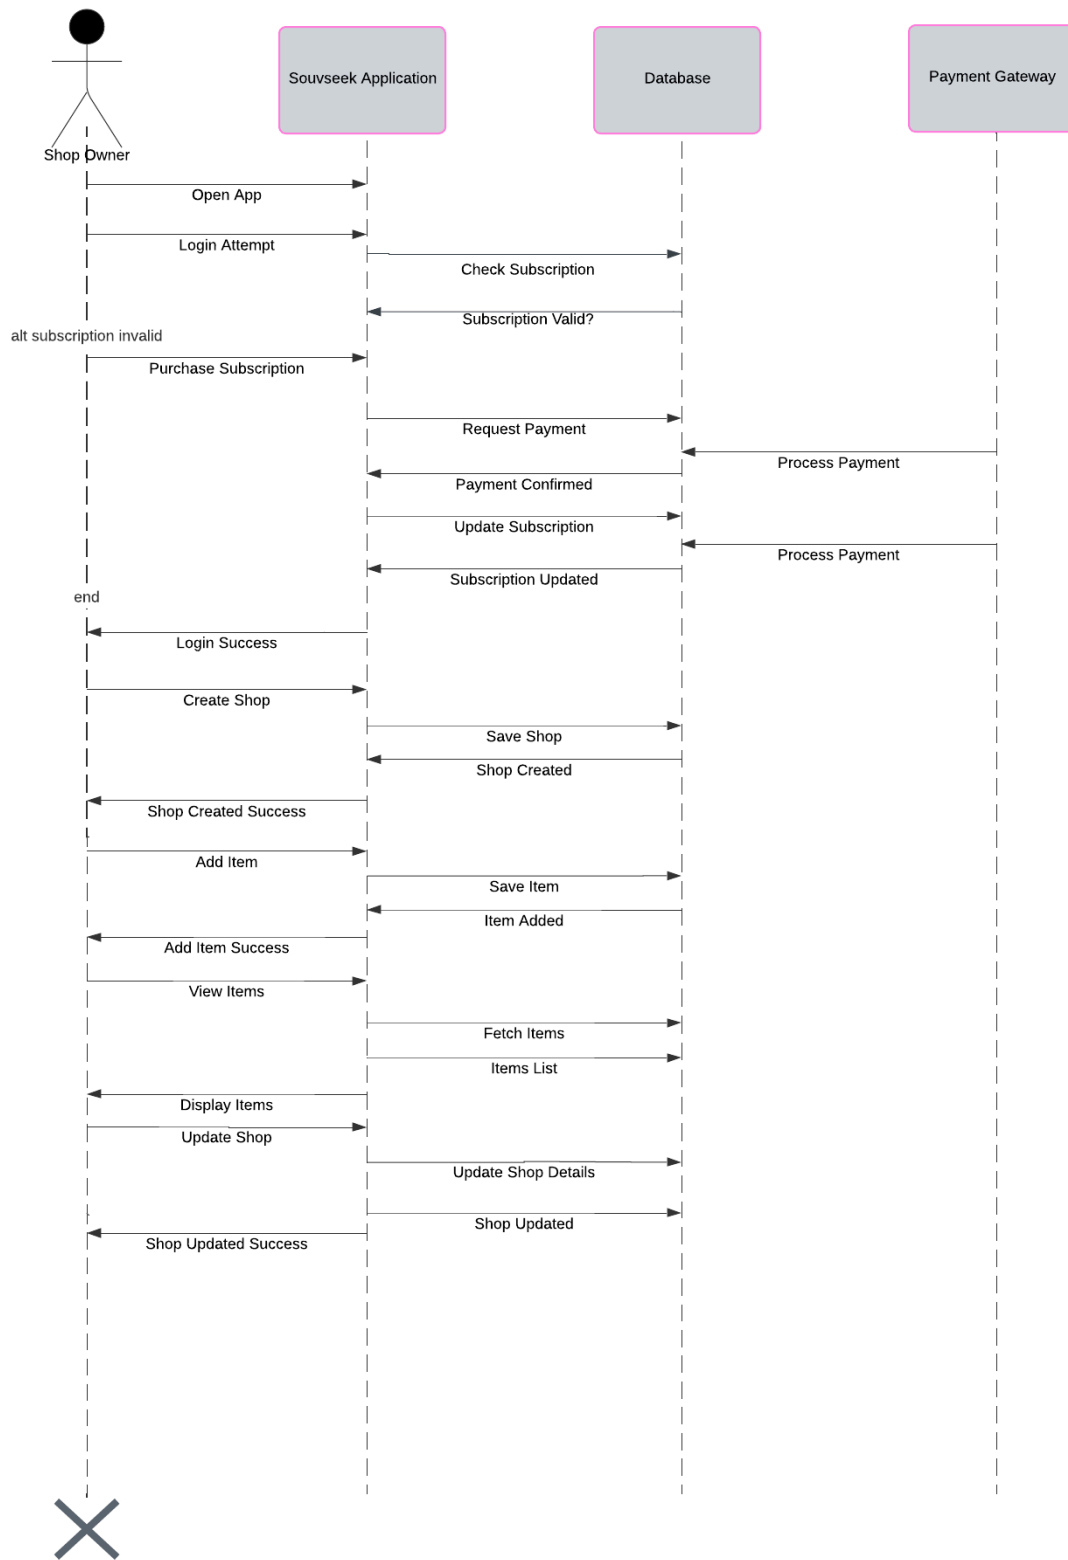 Souvseek Application
Database
Payment Gateway
Shop Owner
Open App
Login Attempt
Check Subscription
Subscription Valid?
alt subscription invalid
Purchase Subscription
Request Payment
Process Payment
Payment Confirmed
Update Subscription
Process Payment
Subscription Updated
end
Login Success
Create Shop
Save Shop
Shop Created
Shop Created Success
Add Item
Save Item
Item Added
Add Item Success
View Items
Fetch Items
Items List
Display Items
Update Shop
Update Shop Details
Shop Updated
Shop Updated Success